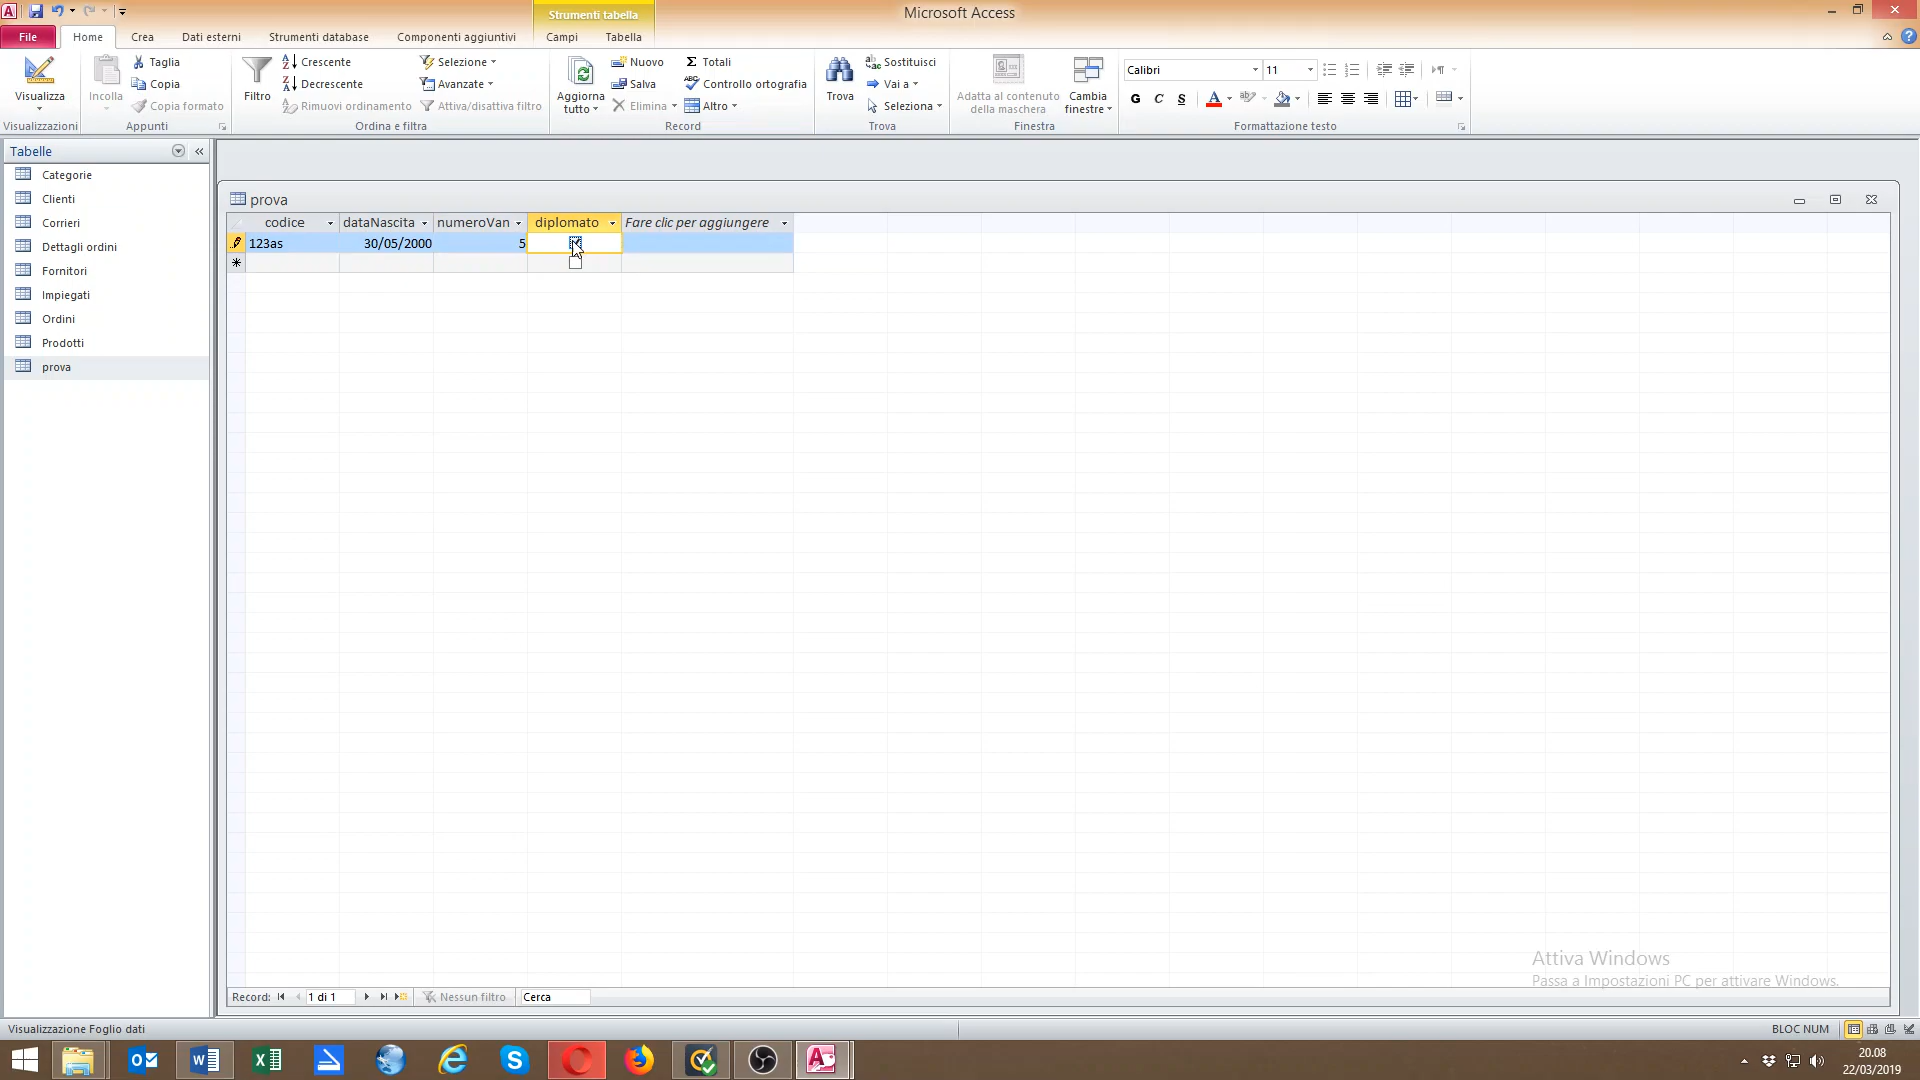 Strumenti tabella
Microsoft Access
File Home Crea Dati esterni Strumenti database Componenti aggiuntivi Campi Tabella
Visualizza
Visualizzazioni
Incolla
Taglia
Copia
Copia formato
Appunti
Filtro
Crescente
Decrescente
Rimuovi ordinamento
Selezione
Avanzate
Attiva/disattiva filtro
Ordina e filtra
Aggiorna
tutto
Nuovo
Salva
Elimina
Totali
Controllo ortografia
Altro
Record
Trova
Sostituisci
Vai a
Seleziona
Trova
Adatta al contenuto
della maschera
Cambia
finestre
Finestra
Calibri 11
G C S A
Formattazione testo
Tabelle
Categorie
Clienti
Corrieri
Dettagli ordini
Fornitori
Impiegati
Ordini
Prodotti
prova
prova
codice dataNascita numeroVan diplomato Fare clic per aggiungere
123as 30/05/2000 5
Attiva Windows
Passa a Impostazioni PC per attivare Windows.
Record: 1 di 1 Nessun filtro Cerca
Visualizzazione Foglio dati
BLOC NUM
20.08
22/03/2019